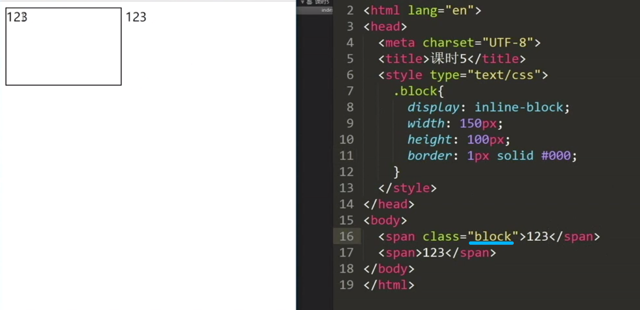 123 123
2 <html lang="en">
3 <head>
4 <meta charset="UTF-8">
5 <title>课时5</title>
6 <style type="text/css">
7 .block{
8 display: inline-block;
9 width: 150px;
10 height: 100px;
11 border: 1px solid #000;
12 }
13 </style>
14 </head>
15 <body>
16 <span class="block">123</span>
17 <span>123</span>
18 </body>
19 </html>